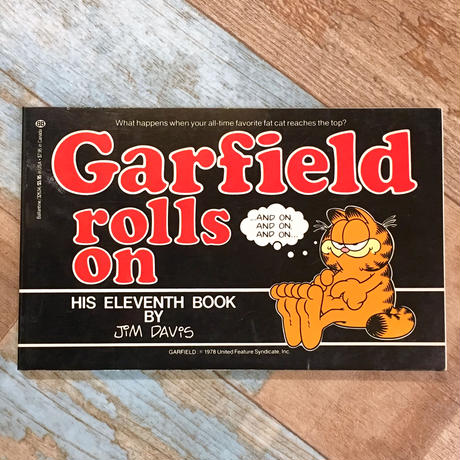 What happens when your all-time favorite fat cat reaches the top?
Garfield
rolls
on
...AND ON,
AND ON,
AND ON...
HIS ELEVENTH BOOK
BY
JIM DAVIS
GARFIELD: © 1978 United Feature Syndicate, Inc.